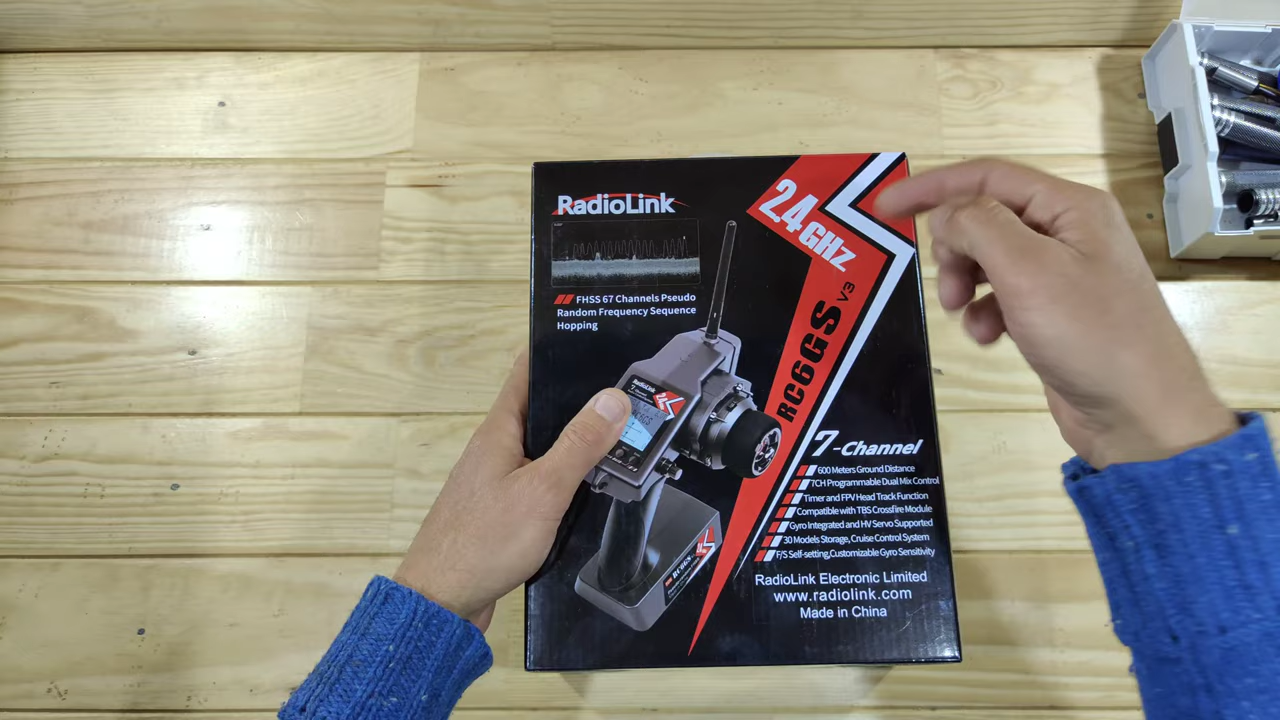 RadioLink
2.4GHz
FHSS 67 Channels Pseudo
Random Frequency Sequence
Hopping
RC6GS V3
RadioLink
7
RC6GS
7-Channel
600 Meters Ground Distance
7CH Programmable Dual Mix Control
Timer and FPV Head Track Function
Compatible with TBS Crossfire Module
Gyro Integrated and HV Servo Supported
30 Models Storage, Cruise Control System
F/S Self-setting,Customizable Gyro Sensitivity
RadioLink Electronic Limited
www.radiolink.com
Made in China